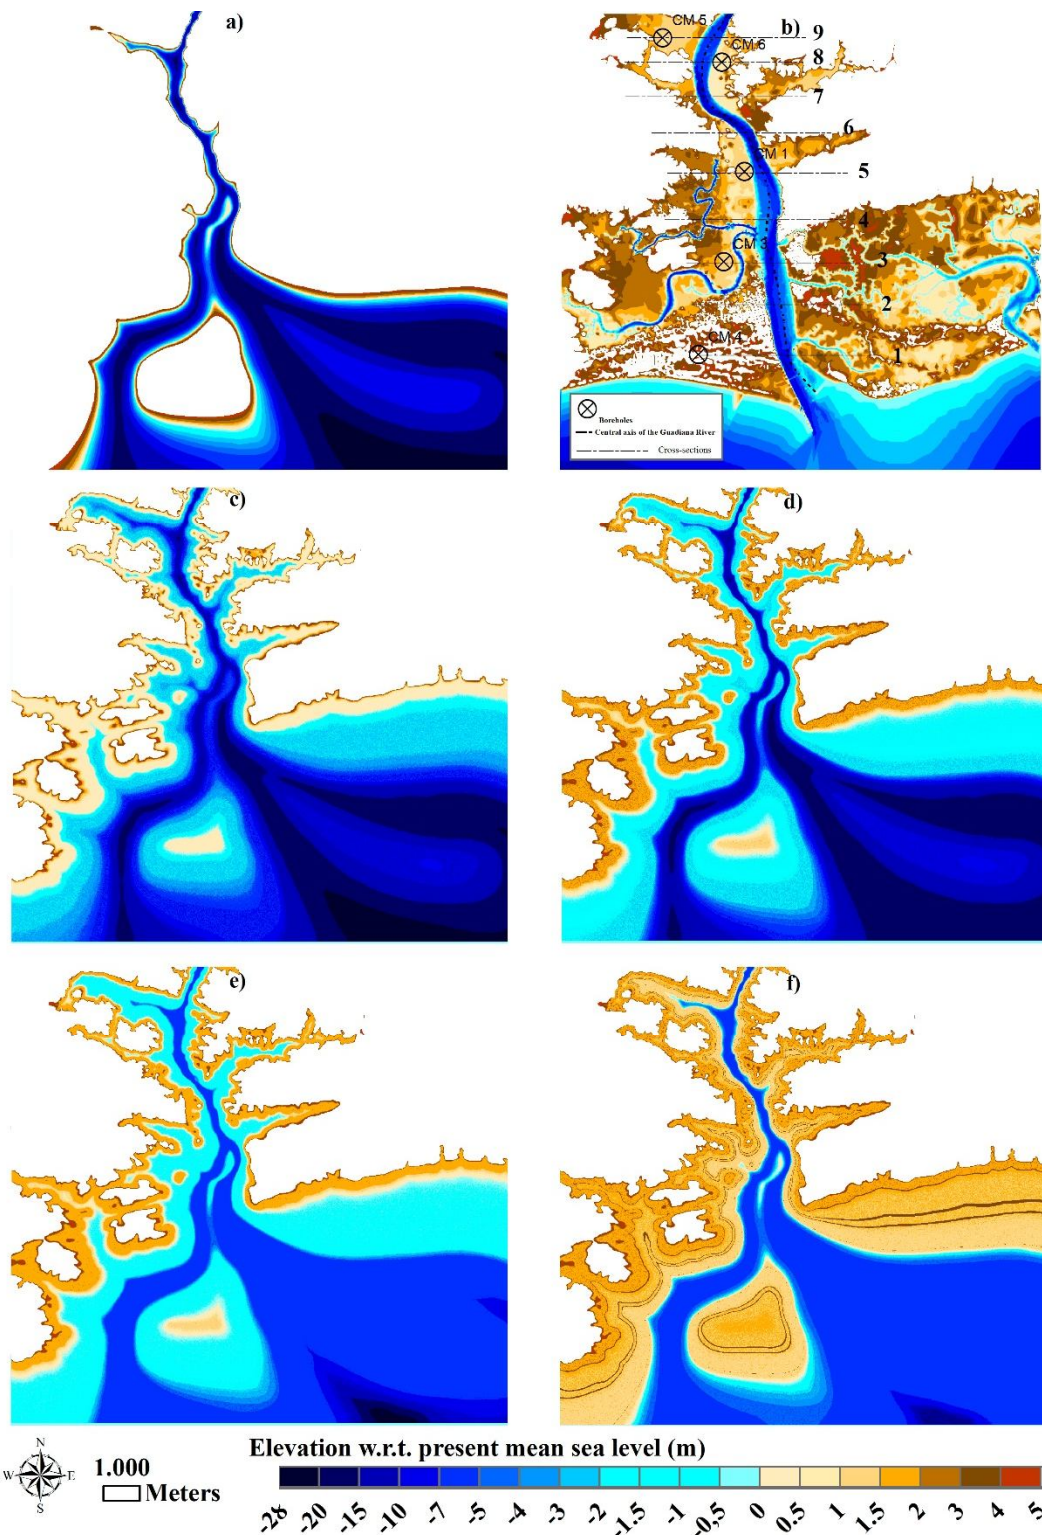 a)
b)
CM 5
9
CM 6
8
7
6
CM 1
5
4
CM 3
3
2
CM 4
1
Boreholes
Central axis of the Guadiana River
Cross-sections
c)
d)
e)
f)
N
W E
S
1.000
Meters
Elevation w.r.t. present mean sea level (m)
-28 -20 -15 -10 -7 -5 -4 -3 -2 -1.5 -1 -0,5 0 0.5 1 1.5 2 3 4 5